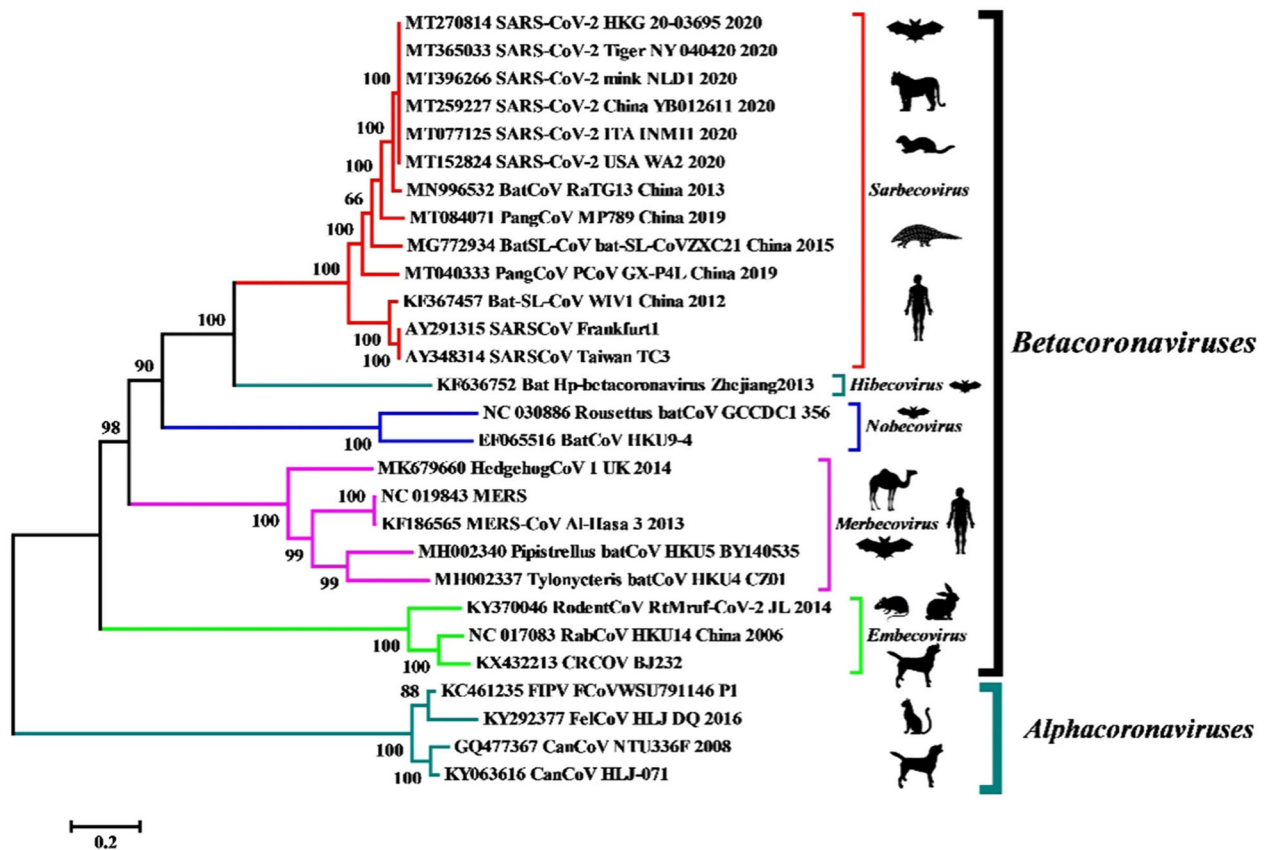 MT270814 SARS-CoV-2 HKG 20-03695 2020
MT365033 SARS-CoV-2 Tiger NY 040420 2020
100
MT396266 SARS-CoV-2 mink NLD1 2020
MT259227 SARS-CoV-2 China YB012611 2020
100
MT077125 SARS-CoV-2 ITA INMI1 2020
100
MT152824 SARS-CoV-2 USA WA2 2020
66
MN996532 BatCoV RaTG13 China 2013
Sarbecovirus
MT084071 PangCoV MP789 China 2019
100
MG772934 BatSL-CoV bat-SL-CoVZXC21 China 2015
100
MT040333 PangCoV PCoV GX-P4L China 2019
KF367457 Bat-SL-CoV WIV1 China 2012
100
AY291315 SARSCoV Frankfurt1
100
100
AY348314 SARSCoV Taiwan TC3
Betacoronaviruses
90
KF636752 Bat Hp-betacoronavirus Zhejiang2013
Hibecovirus
NC 030886 Rousettus batCoV GCCDC1 356
Nobecovirus
98
100
EF065516 BatCoV HKU9-4
MK679660 HedgehogCoV 1 UK 2014
100
NC 019843 MERS
100
KF186565 MERS-CoV Al-Hasa 3 2013
Merbecovirus
99
MH002340 Pipistrellus batCoV HKU5 BY140535
99
MH002337 Tylonycteris batCoV HKU4 CZ01
KY370046 RodentCoV RtMruf-CoV-2 JL 2014
100
NC 017083 RabCoV HKU14 China 2006
Embecovirus
100
KX432213 CRCOV BJ232
88
KC461235 FIPV FCoVWSU791146 P1
KY292377 FelCoV HLJ DQ 2016
Alphacoronaviruses
100
GQ477367 CanCoV NTU336F 2008
100
KY063616 CanCoV HLJ-071
0.2